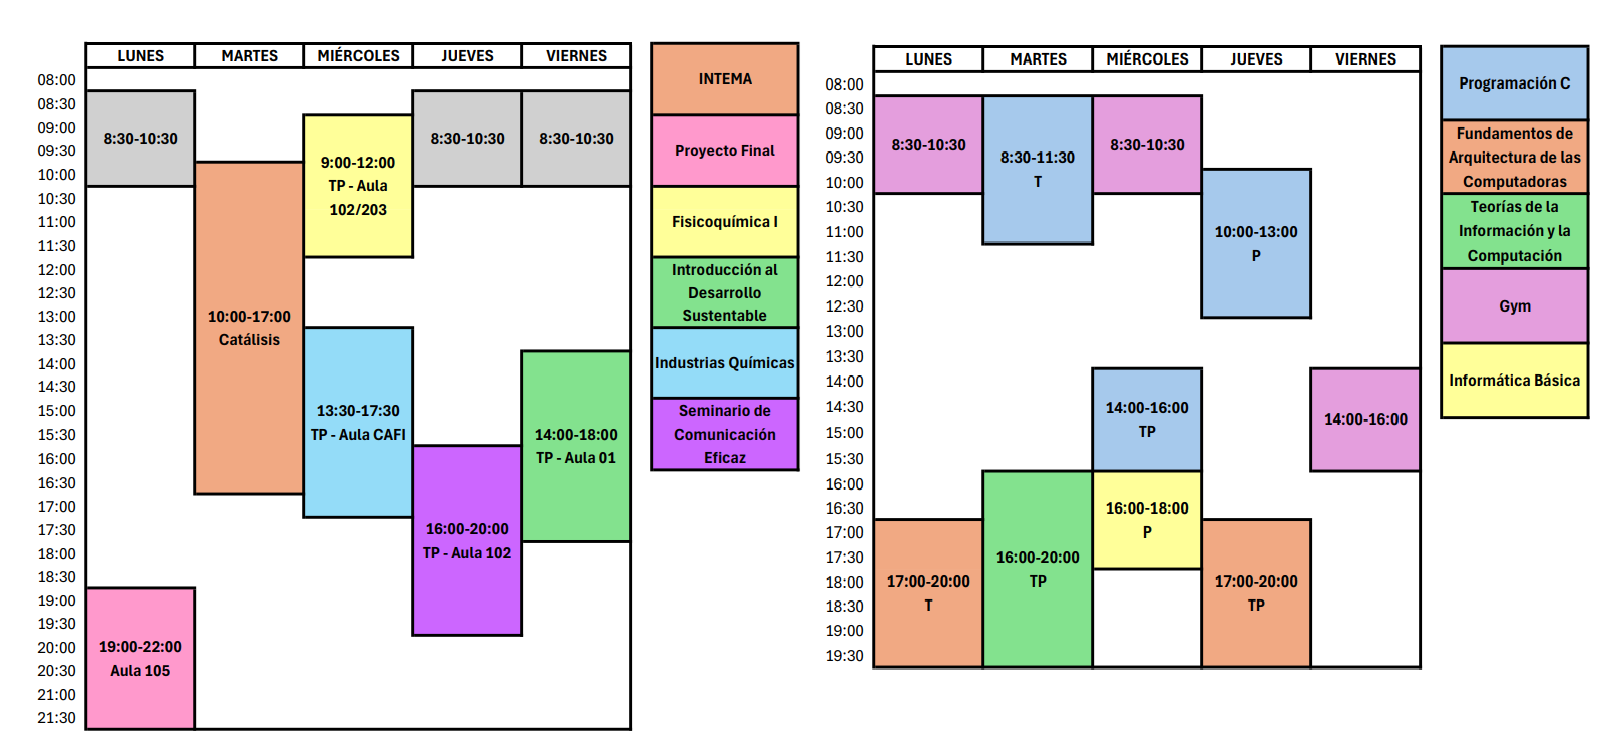 LUNES MARTES MIÉRCOLES JUEVES VIERNES
08:00
08:30
09:00
09:30
10:00
10:30
11:00
11:30
12:00
12:30
13:00
13:30
14:00
14:30
15:00
15:30
16:00
16:30
17:00
17:30
18:00
18:30
19:00
19:30
20:00
20:30
21:00
21:30
8:30-10:30
19:00-22:00
Aula 105
10:00-17:00
Catálisis
9:00-12:00
TP - Aula
102/203
13:30-17:30
TP - Aula CAFI
8:30-10:30
16:00-20:00
TP - Aula 102
8:30-10:30
14:00-18:00
TP - Aula 01
INTEMA
Proyecto Final
Fisicoquímica I
Introducción al
Desarrollo
Sustentable
Industrias Químicas
Seminario de
Comunicación
Eficaz
LUNES MARTES MIÉRCOLES JUEVES VIERNES
08:00
08:30
09:00
09:30
10:00
10:30
11:00
11:30
12:00
12:30
13:00
13:30
14:00
14:30
15:00
15:30
16:00
16:30
17:00
17:30
18:00
18:30
19:00
19:30
8:30-10:30
17:00-20:00
T
8:30-11:30
T
16:00-20:00
TP
8:30-10:30
14:00-16:00
TP
16:00-18:00
P
10:00-13:00
P
17:00-20:00
TP
14:00-16:00
Programación C
Fundamentos de
Arquitectura de las
Computadoras
Teorías de la
Información y la
Computación
Gym
Informática Básica